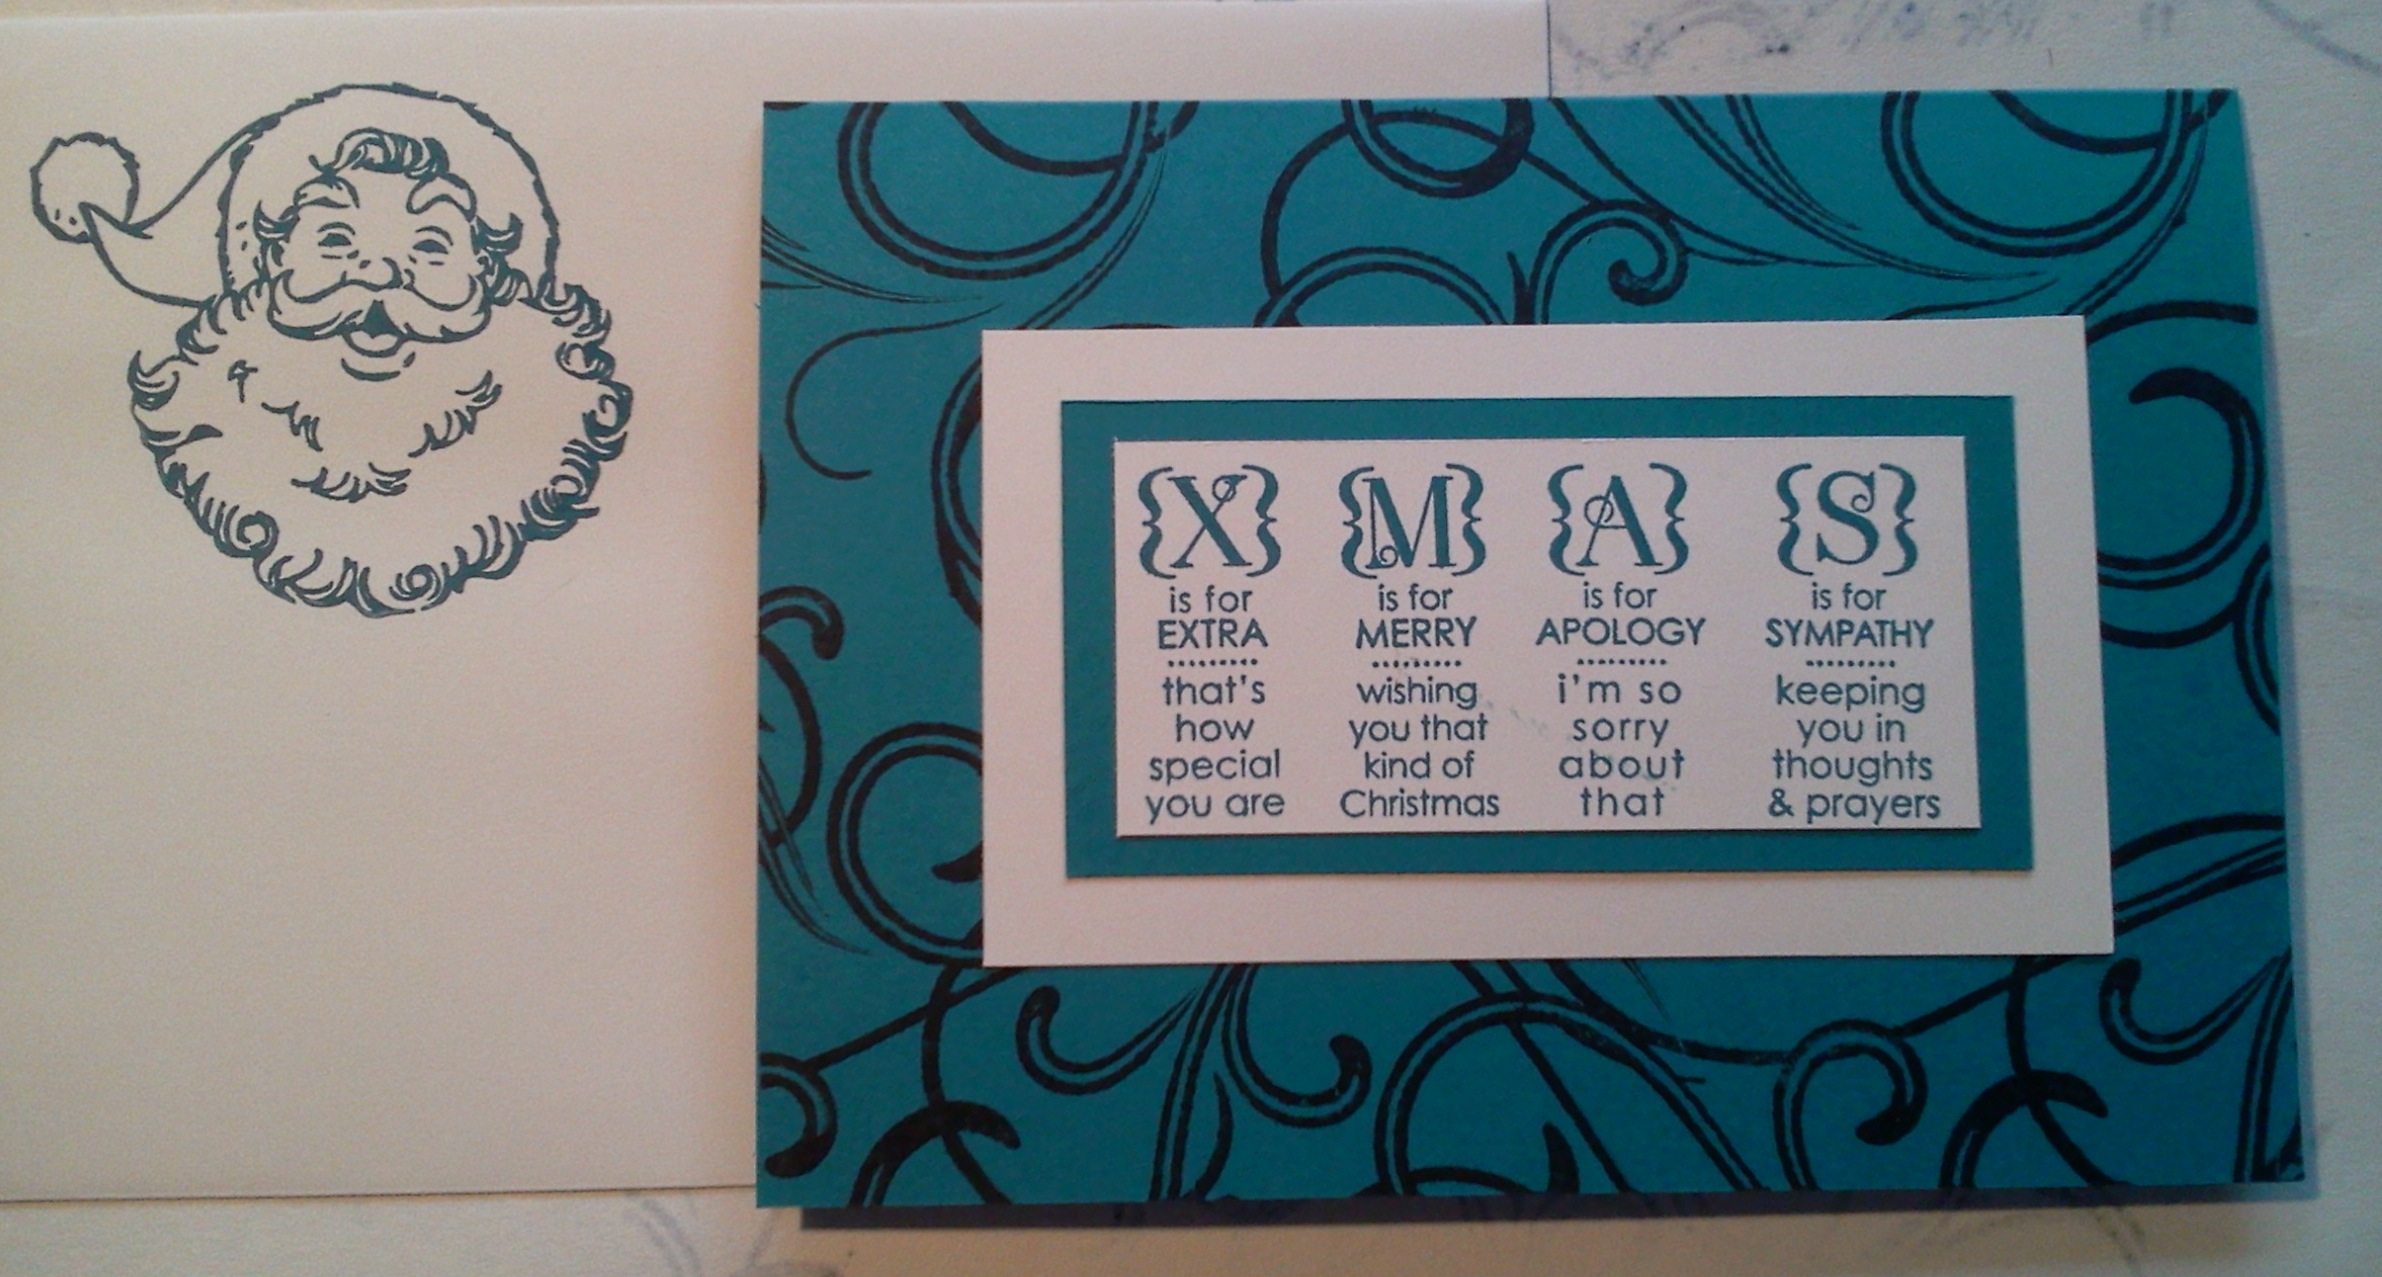 {X}
is for
EXTRA
that's
how
special
you are
{M}
is for
MERRY
wishing
you that
kind of
Christmas
{A}
is for
APOLOGY
i'm so
sorry
about
that
{S}
is for
SYMPATHY
keeping
you in
thoughts
& prayers